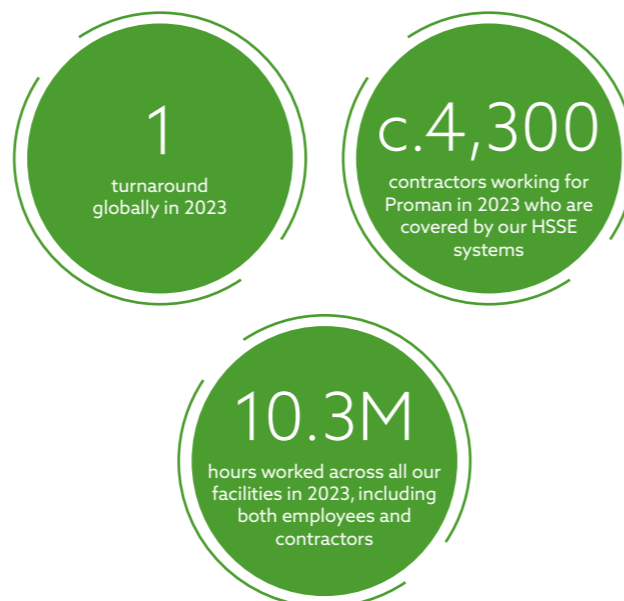 1
turnaround
globally in 2023
c.4,300
contractors working for
Proman in 2023 who are
covered by our HSSE
systems
10.3M
hours worked across all our
facilities in 2023, including
both employees and
contractors